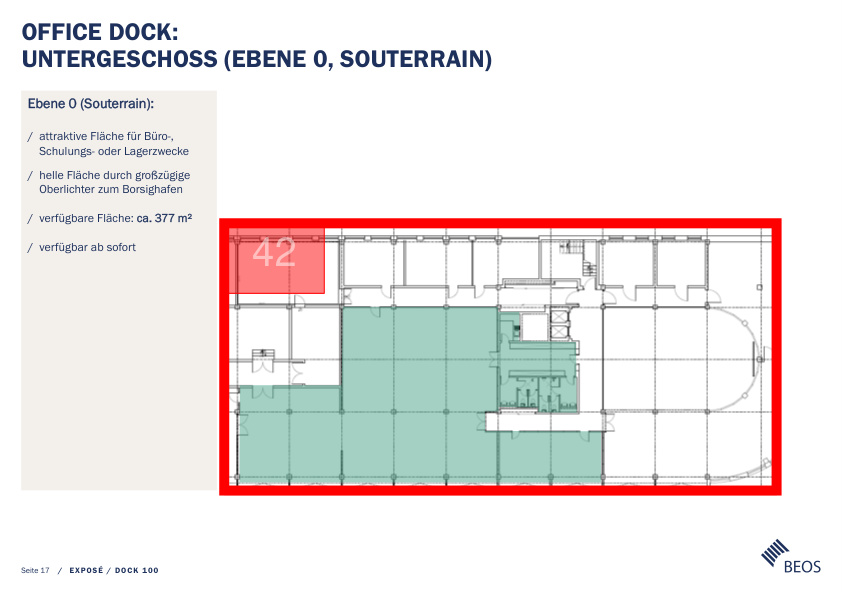 OFFICE DOCK:
UNTERGESCHOSS (EBENE 0, SOUTERRAIN)
Ebene 0 (Souterrain):
/ attraktive Fläche für Büro-,
Schulungs- oder Lagerzwecke
/ helle Fläche durch großzügige
Oberlichter zum Borsighafen
/ verfügbare Fläche: ca. 377 m²
/ verfügbar ab sofort
42
Seite 17 / EXPOSÉ / DOCK 100
BEOS